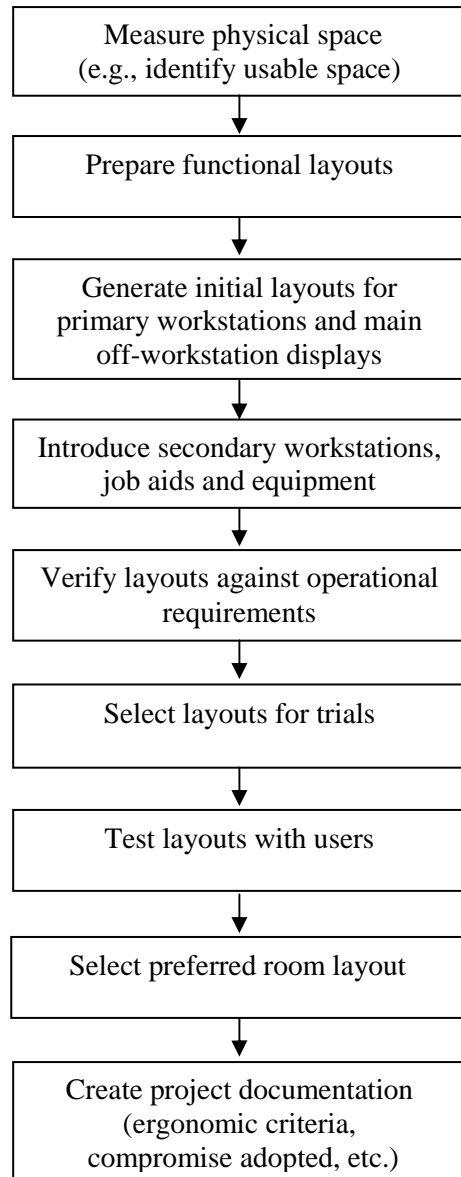 Measure physical space
(e.g., identify usable space)
Prepare functional layouts
Generate initial layouts for
primary workstations and main
off-workstation displays
Introduce secondary workstations,
job aids and equipment
Verify layouts against operational
requirements
Select layouts for trials
Test layouts with users
Select preferred room layout
Create project documentation
(ergonomic criteria,
compromise adopted, etc.)